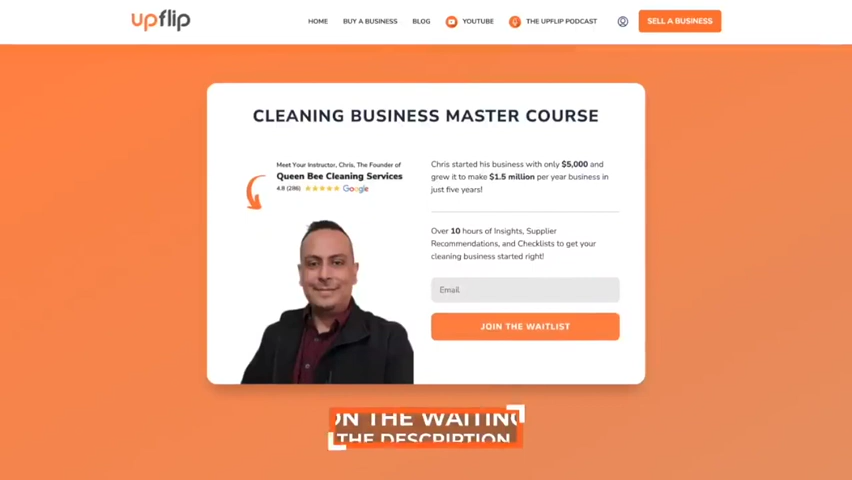 upflip
HOME BUY A BUSINESS BLOG YOUTUBE THE UPFLIP PODCAST SELL A BUSINESS
CLEANING BUSINESS MASTER COURSE
Meet Your Instructor, Chris, The Founder of
Queen Bee Cleaning Services
4.8 (286) ★★★★★ Google
Chris started his business with only $5,000 and
grew it to make $1.5 million per year business in
just five years!
Over 10 hours of Insights, Supplier
Recommendations, and Checklists to get your
cleaning business started right!
Email
JOIN THE WAITLIST
THE
THE DESCRIPTION